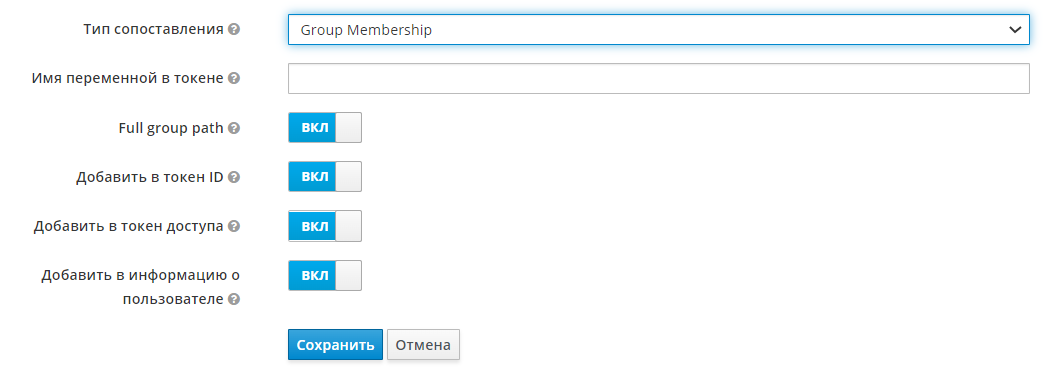 Тип сопоставления
Group Membership
Имя переменной в токене
Full group path
ВКЛ
Добавить в токен ID
ВКЛ
Добавить в токен доступа
ВКЛ
Добавить в информацию о
пользователе
ВКЛ
Сохранить Отмена